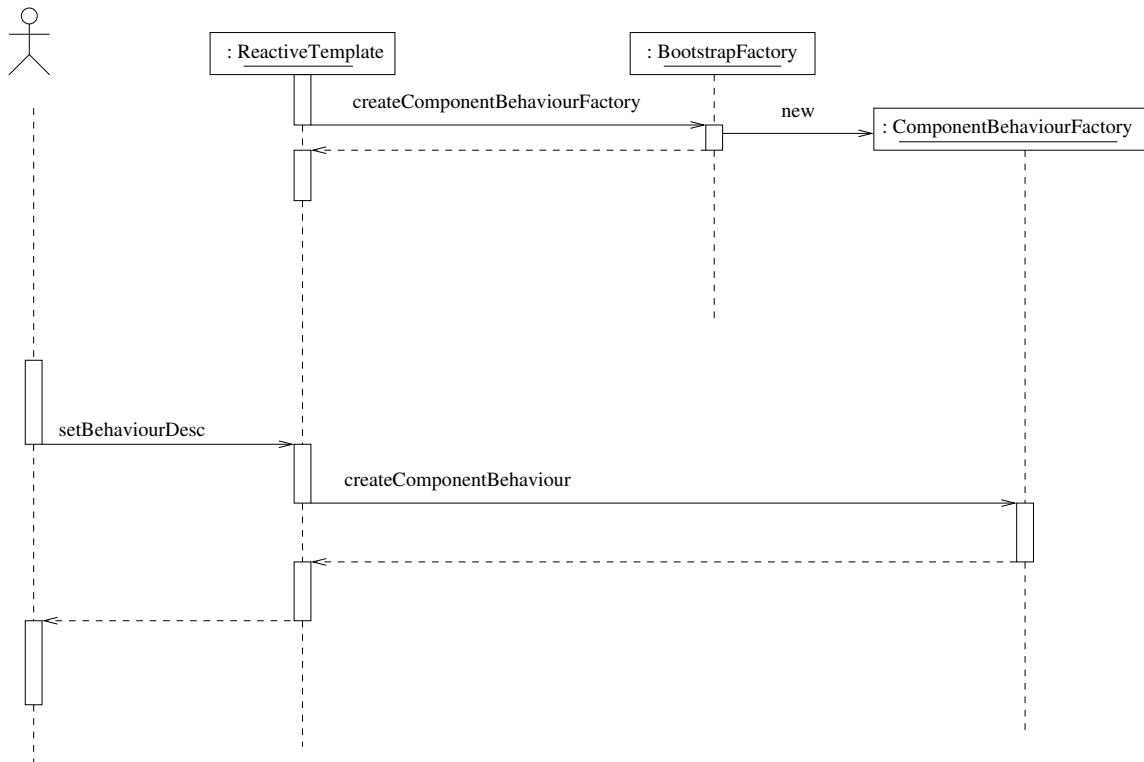 : ReactiveTemplate
: BootstrapFactory
createComponentBehaviourFactory
new
: ComponentBehaviourFactory
setBehaviourDesc
createComponentBehaviour